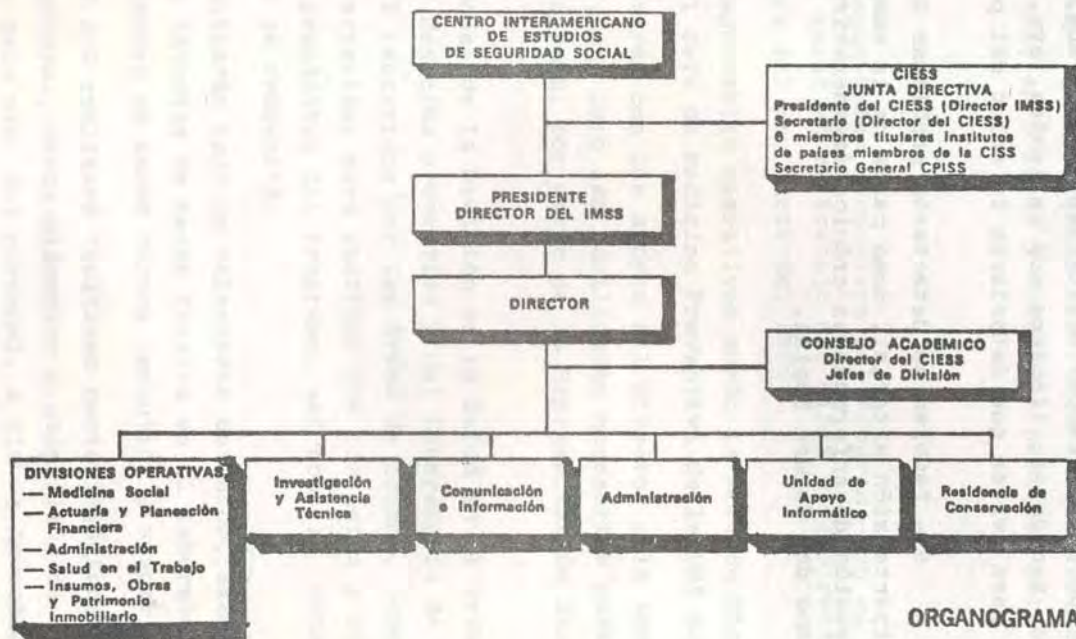 CENTRO INTERAMERICANO
DE ESTUDIOS
DE SEGURIDAD SOCIAL
CIESS
JUNTA DIRECTIVA
Presidente del CIESS (Director IMSS)
Secretario (Director del CIESS)
6 miembros titulares Institutos
de países miembros de la CISS
Secretario General CPISS
PRESIDENTE
DIRECTOR DEL IMSS
DIRECTOR
CONSEJO ACADEMICO
Director del CIESS
Jefes de División
DIVISIONES OPERATIVAS
— Medicina Social
— Actuaría y Planeación
Financiera
— Administración
— Salud en el Trabajo
— Insumos, Obras
y Patrimonio
Inmobiliario
Investigación
y Asistencia
Técnica
Comunicación
e Información
Administración
Unidad de
Apoyo
Informático
Residencia de
Conservación
ORGANOGRAMA